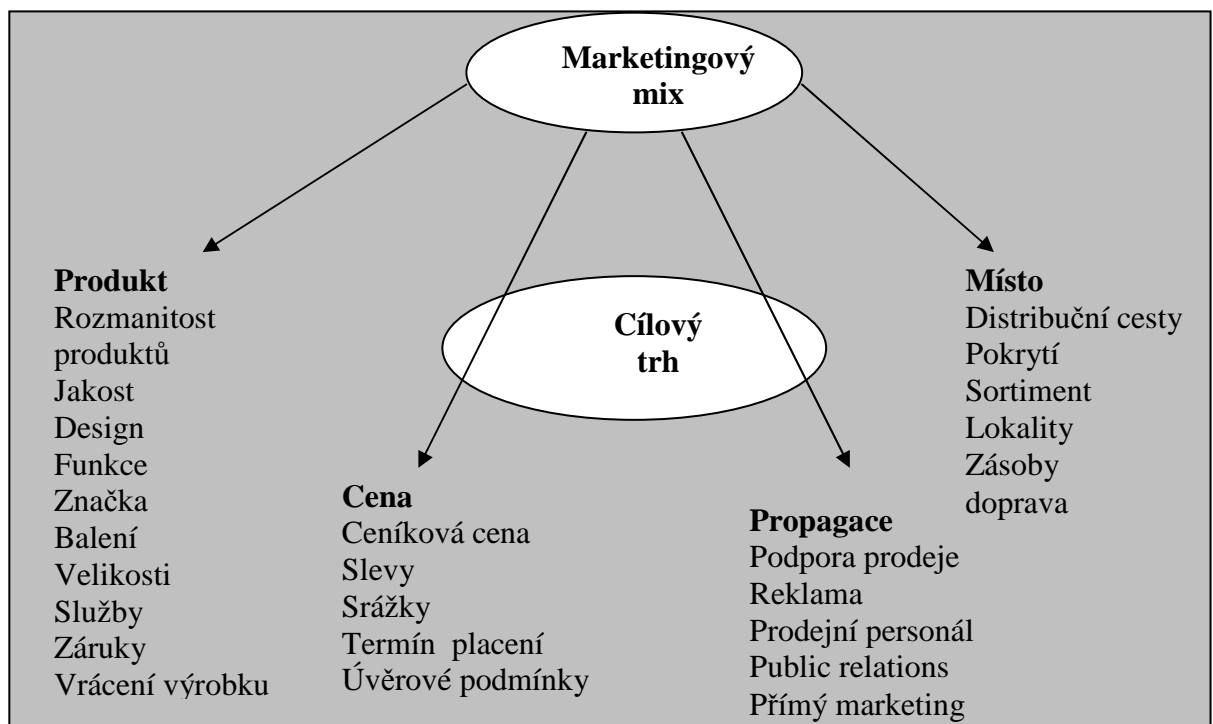 Marketingový
mix
Cílový
trh
Produkt
Rozmanitost
produktů
Jakost
Design
Funkce
Značka
Balení
Velikosti
Služby
Záruky
Vrácení výrobku
Cena
Ceníková cena
Slevy
Srážky
Termín  placení
Úvěrové podmínky
Propagace
Podpora prodeje
Reklama
Prodejní personál
Public relations
Přímý marketing
Místo
Distribuční cesty
Pokrytí
Sortiment
Lokality
Zásoby
doprava